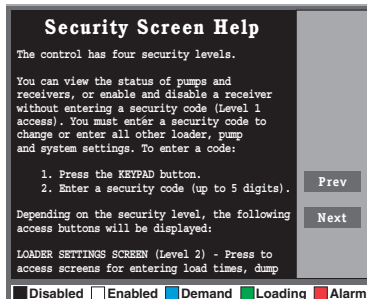 Security Screen Help
The control has four security levels.
You can view the status of pumps and
receivers, or enable and disable a receiver
without entering a security code (Level 1
access). You must enter a security code to
change or enter all other loader, pump
and system settings. To enter a code:
1. Press the KEYPAD button.
2. Enter a security code (up to 5 digits).
Prev
Depending on the security level, the following
access buttons will be displayed:
Next
LOADER SETTINGS SCREEN (Level 2) - Press to
access screens for entering load times, dump
Disabled Enabled Demand Loading Alarm